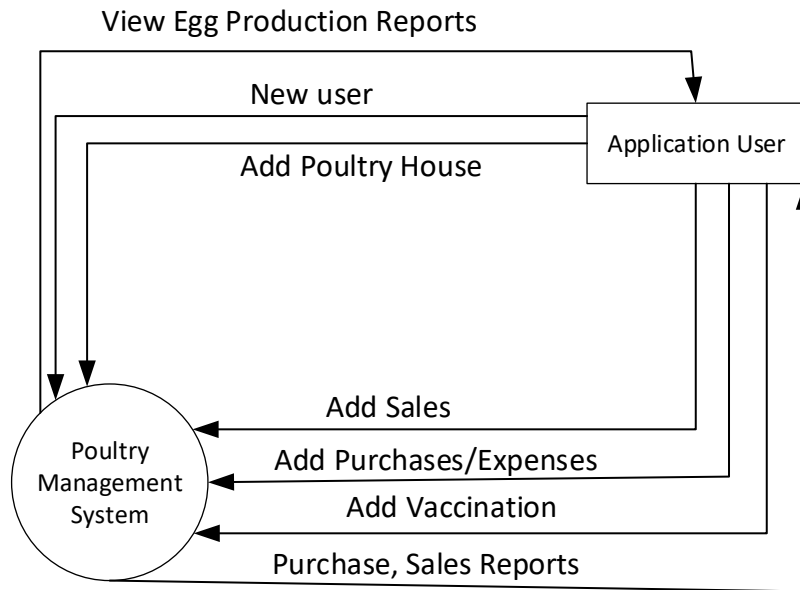 View Egg Production Reports
New user
Application User
Add Poultry House
Add Sales
Poultry
Management
System
Add Purchases/Expenses
Add Vaccination
Purchase, Sales Reports